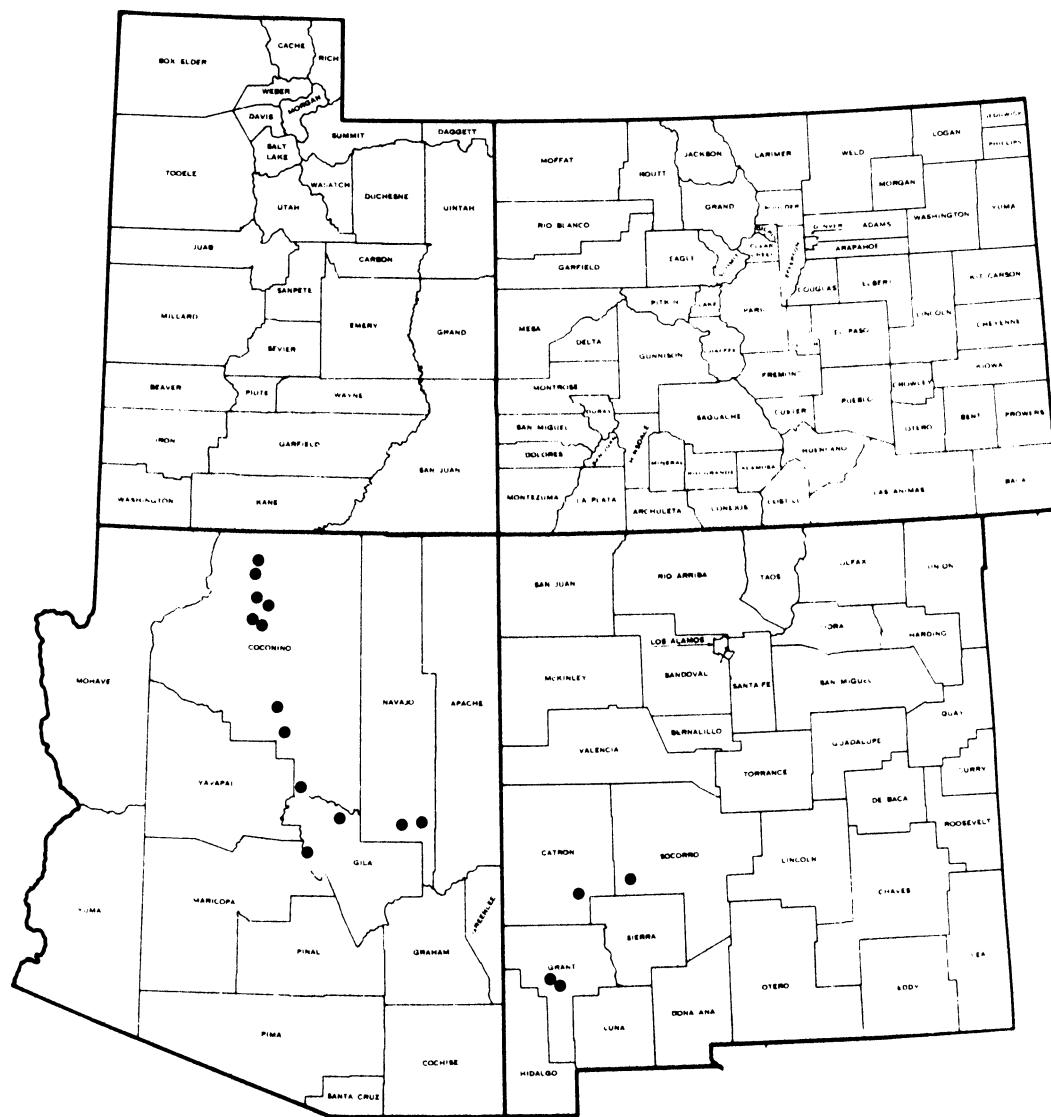 BOX ELDER
CACHE
RICH
WEBER
MORGAN
DAVIS
SUMMIT
DAGGETT
SALT
LAKE
TOOELE
WASATCH
DUCHESNE
UINTAH
UTAH
JUAB
CARBON
SANPETE
MILLARD
EMERY
GRAND
SEVIER
BEAVER
PIUTE
WAYNE
IRON
GARFIELD
SAN JUAN
WASHINGTON
KANE
MOFFAT
ROUTT
JACKSON
LARIMER
WELD
LOGAN
PHILLIPS
MORGAN
GRAND
RIO BLANCO
WASHINGTON
YUMA
ADAMS
ARAPAHOE
GARFIELD
EAGLE
DOUGLAS
ELBERT
KIT CARSON
PITKIN
LAKE
LINCOLN
MESA
EL PASO
CHEYENNE
DELTA
GUNNISON
FREMONT
KIOWA
MONTROSE
CROWLEY
PUEBLO
OURAY
SAGUACHE
CUSTER
SAN MIGUEL
OTERO
BENT
PROWERS
HINSDALE
DOLORES
MINERAL
RIO GRANDE
ALAMOSA
HUERFANO
MONTEZUMA
LA PLATA
ARCHULETA
CONEJOS
LAS ANIMAS
BACA
MOHAVE
COCONINO
NAVAJO
APACHE
YAVAPAI
GILA
YUMA
MARICOPA
PINAL
GRAHAM
GREENLEE
PIMA
COCHISE
SANTA CRUZ
SAN JUAN
RIO ARRIBA
TAOS
LOS ALAMOS
HARDING
McKINLEY
SANDOVAL
SANTA FE
SAN MIGUEL
BERNALILLO
VALENCIA
QUAY
GUADALUPE
TORRANCE
DE BACA
ROOSEVELT
CATRON
SOCORRO
LINCOLN
CHAVES
SIERRA
GRANT
OTERO
EDDY
LUNA
DONA ANA
HIDALGO